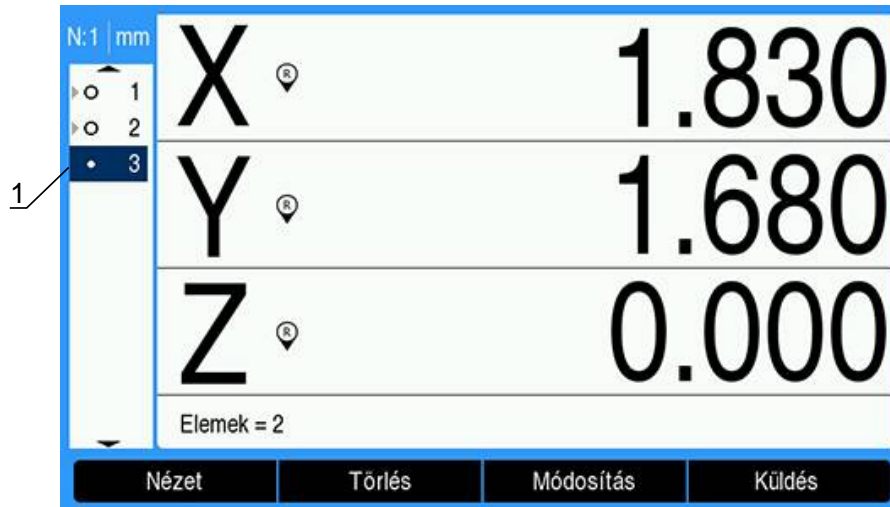 N:1 mm
1
2
3
1
X R 1.830
Y R 1.680
Z R 0.000
Elemek = 2
Nézet Törlés Módosítás Küldés